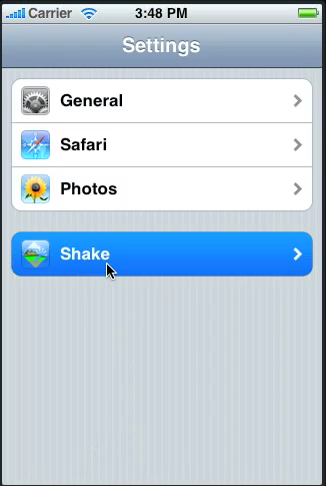 Carrier 3:48 PM
Settings
General
Safari
Photos
Shake